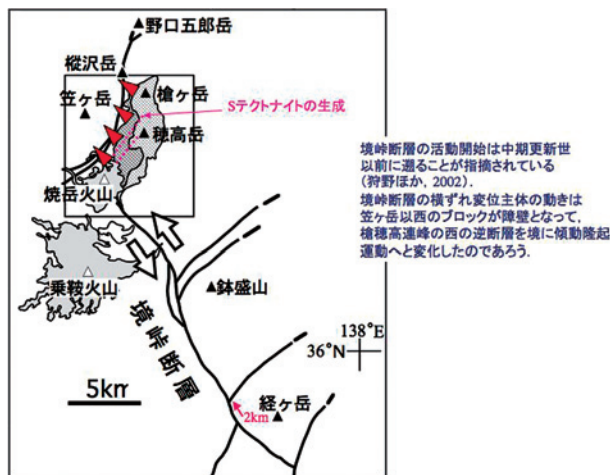 野口五郎岳
樅沢岳
笠ヶ岳
槍ヶ岳
Sテクトナイトの生成
穂高岳
焼岳火山
乗鞍火山
鉢盛山
境峠断層
138°E
36°N
5km
経ヶ岳
2km
境峠断層の活動開始は中期更新世
以前に遡ることが指摘されている
(狩野ほか, 2002).
境峠断層の横ずれ変位主体の動きは
笠ヶ岳以西のブロックが障壁となって,
槍穂高連峰の西の逆断層を境に傾動隆起
運動へと変化したのであろう.